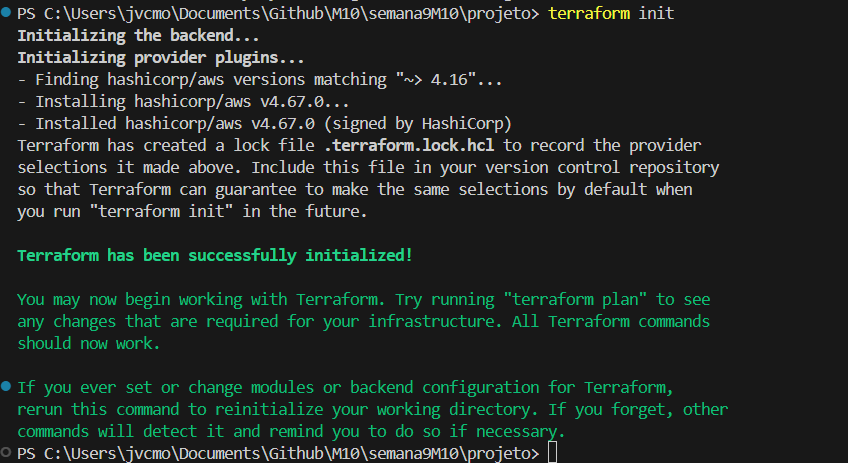 PS C:\Users\jvcmo\Documents\Github\M10\semana9M10\projeto> terraform init
Initializing the backend...
Initializing provider plugins...
- Finding hashicorp/aws versions matching "~> 4.16"...
- Installing hashicorp/aws v4.67.0...
- Installed hashicorp/aws v4.67.0 (signed by HashiCorp)
Terraform has created a lock file .terraform.lock.hcl to record the provider
selections it made above. Include this file in your version control repository
so that Terraform can guarantee to make the same selections by default when
you run "terraform init" in the future.
Terraform has been successfully initialized!
You may now begin working with Terraform. Try running "terraform plan" to see
any changes that are required for your infrastructure. All Terraform commands
should now work.
If you ever set or change modules or backend configuration for Terraform,
rerun this command to reinitialize your working directory. If you forget, other
commands will detect it and remind you to do so if necessary.
PS C:\Users\jvcmo\Documents\Github\M10\semana9M10\projeto>